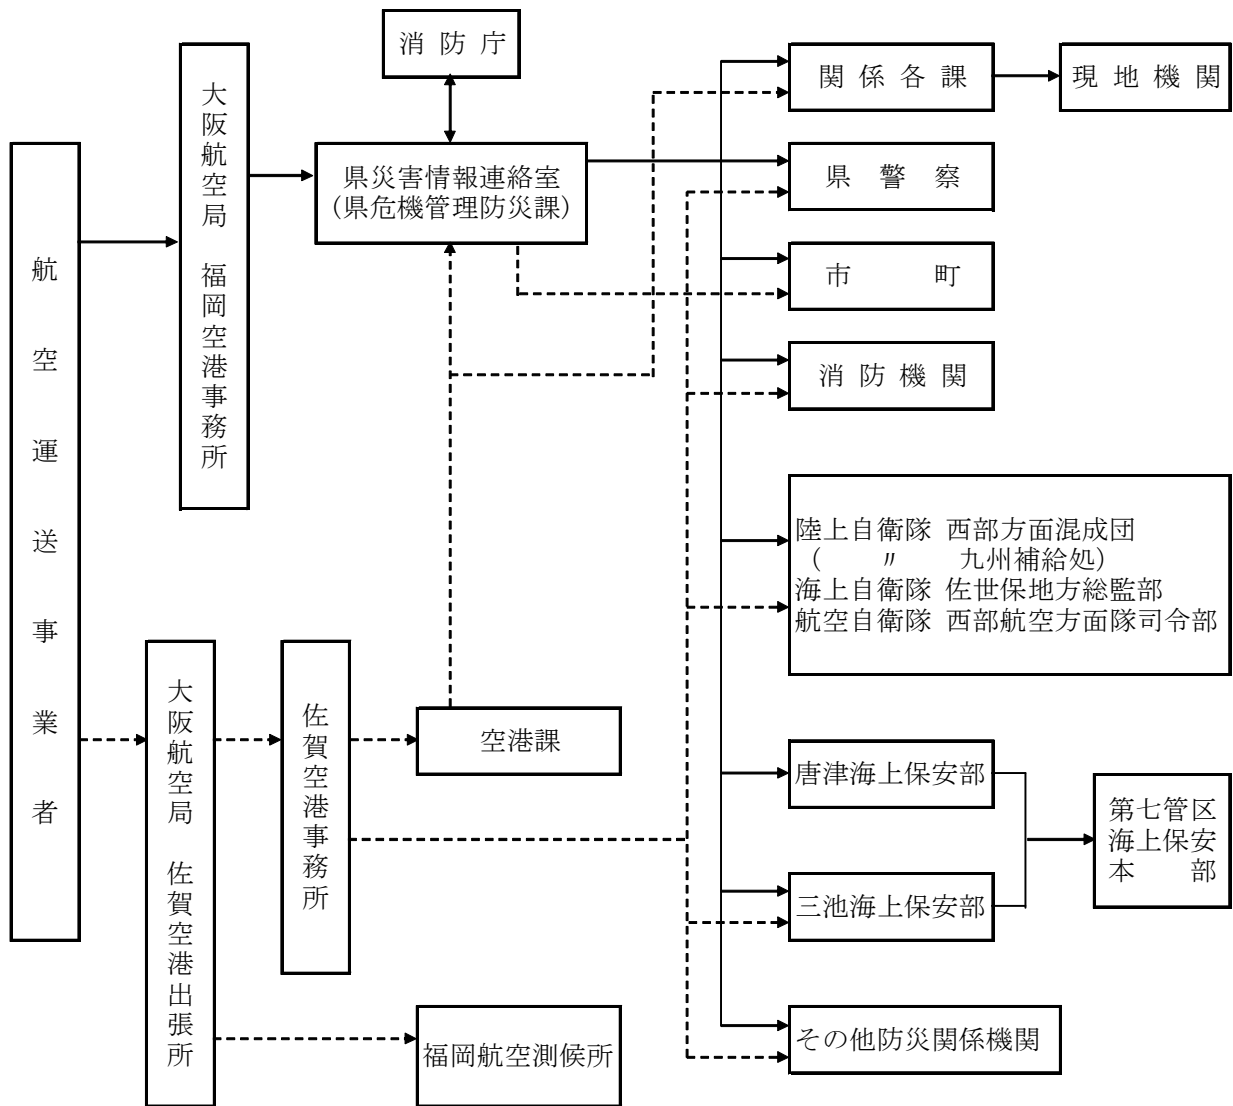 航空運送事業者
大阪航空局　福岡空港事務所
消防庁
県災害情報連絡室
(県危機管理防災課)
関係各課
現地機関
県警察
市町
消防機関
陸上自衛隊 西部方面混成団
(　〃　九州補給処)
海上自衛隊 佐世保地方総監部
航空自衛隊 西部航空方面隊司令部
大阪航空局　佐賀空港出張所
佐賀空港事務所
空港課
福岡航空測候所
唐津海上保安部
三池海上保安部
第七管区
海上保安
本部
その他防災関係機関